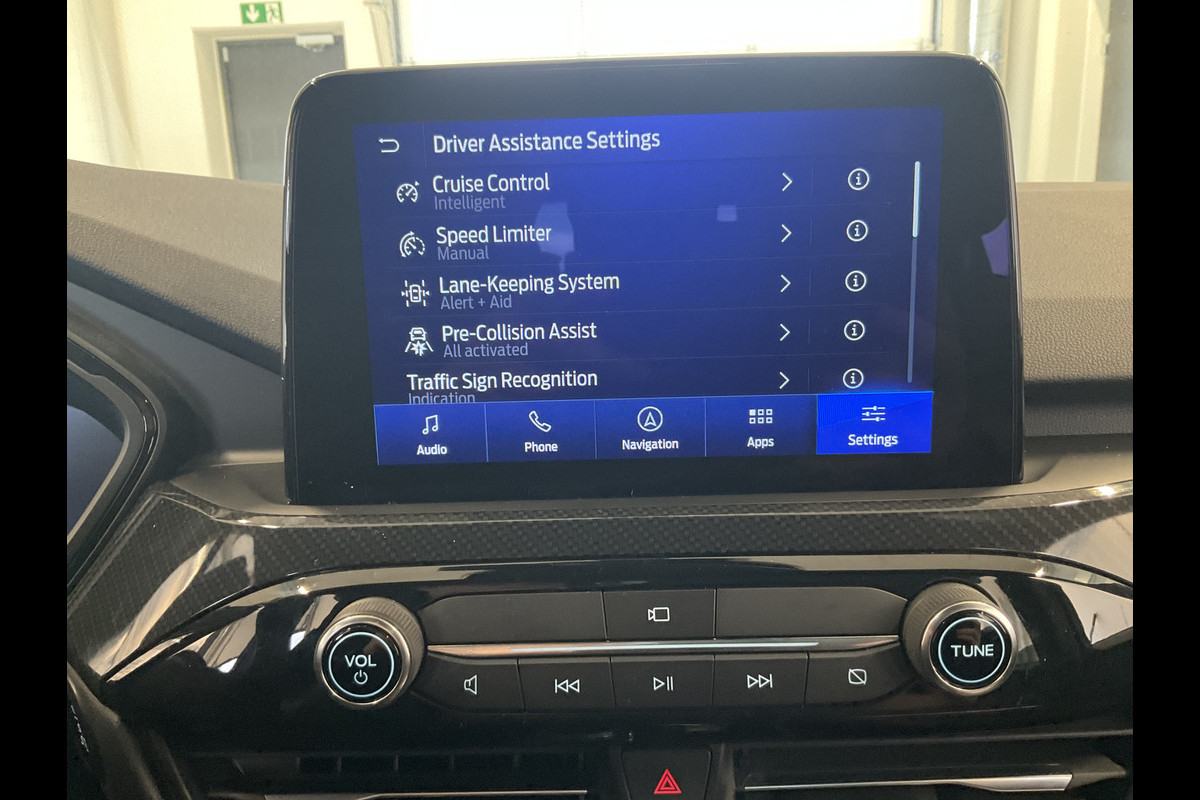 Driver Assistance Settings
Cruise Control
Intelligent
Speed Limiter
Manual
Lane-Keeping System
Alert + Aid
Pre-Collision Assist
All activated
Traffic Sign Recognition
Indication
Audio
Phone
Navigation
Apps
Settings
VOL
TUNE